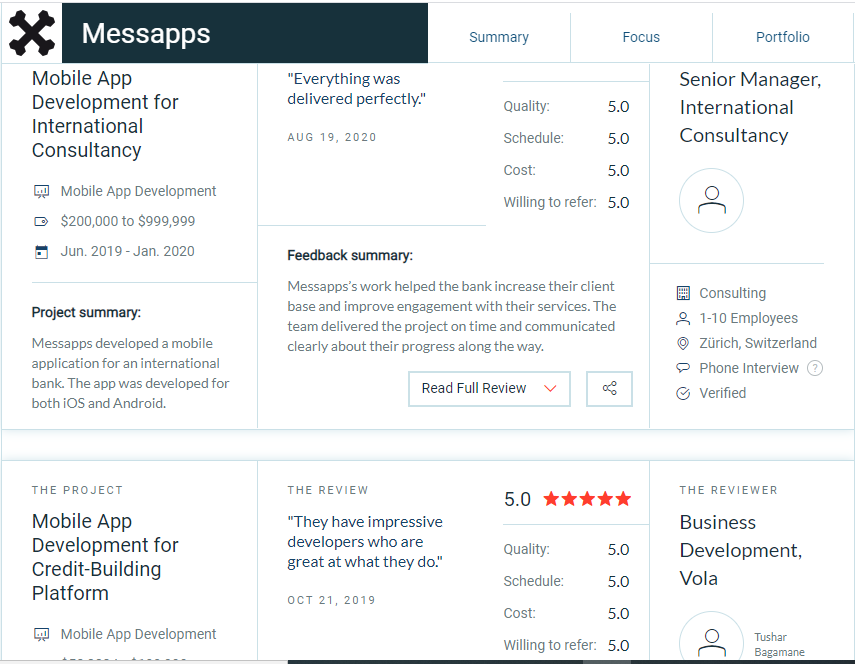 Messapps
Summary
Focus
Portfolio
Mobile App
Development for
International
Consultancy
Mobile App Development
$200,000 to $999,999
Jun. 2019 - Jan. 2020
Project summary:
Messapps developed a mobile
application for an international
bank. The app was developed for
both iOS and Android.
"Everything was
delivered perfectly."
AUG 19, 2020
Quality: 5.0
Schedule: 5.0
Cost: 5.0
Willing to refer: 5.0
Feedback summary:
Messapps's work helped the bank increase their client
base and improve engagement with their services. The
team delivered the project on time and communicated
clearly about their progress along the way.
Read Full Review
Senior Manager,
International
Consultancy
Consulting
1-10 Employees
Zürich, Switzerland
Phone Interview ?
Verified
THE PROJECT
Mobile App
Development for
Credit-Building
Platform
Mobile App Development
THE REVIEW
"They have impressive
developers who are
great at what they do."
OCT 21, 2019
5.0
Quality: 5.0
Schedule: 5.0
Cost: 5.0
Willing to refer: 5.0
THE REVIEWER
Business
Development,
Vola
Tushar
Bagamane